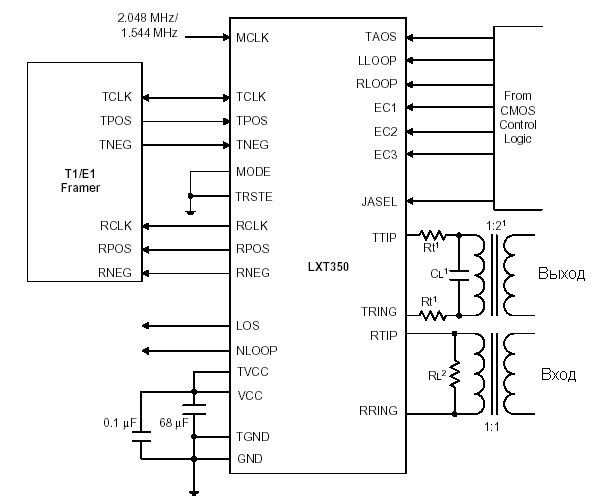 2.048 MHz/
1.544 MHz
MCLK
TAOS
LLOOP
RLOOP
EC1
EC2
EC3
JASEL
From
CMOS
Control
Logic
TCLK
TPOS
TNEG
T1/E1
Framer
RCLK
RPOS
RNEG
TCLK
TPOS
TNEG
MODE
TRSTE
RCLK
RPOS
RNEG
LXT350
LOS
NLOOP
TVCC
VCC
TGND
GND
0.1 µF
68 µF
TTIP
TRING
RTIP
RRING
Rt¹
CL¹
Rt¹
1:2¹
Выход
RL²
1:1
Вход